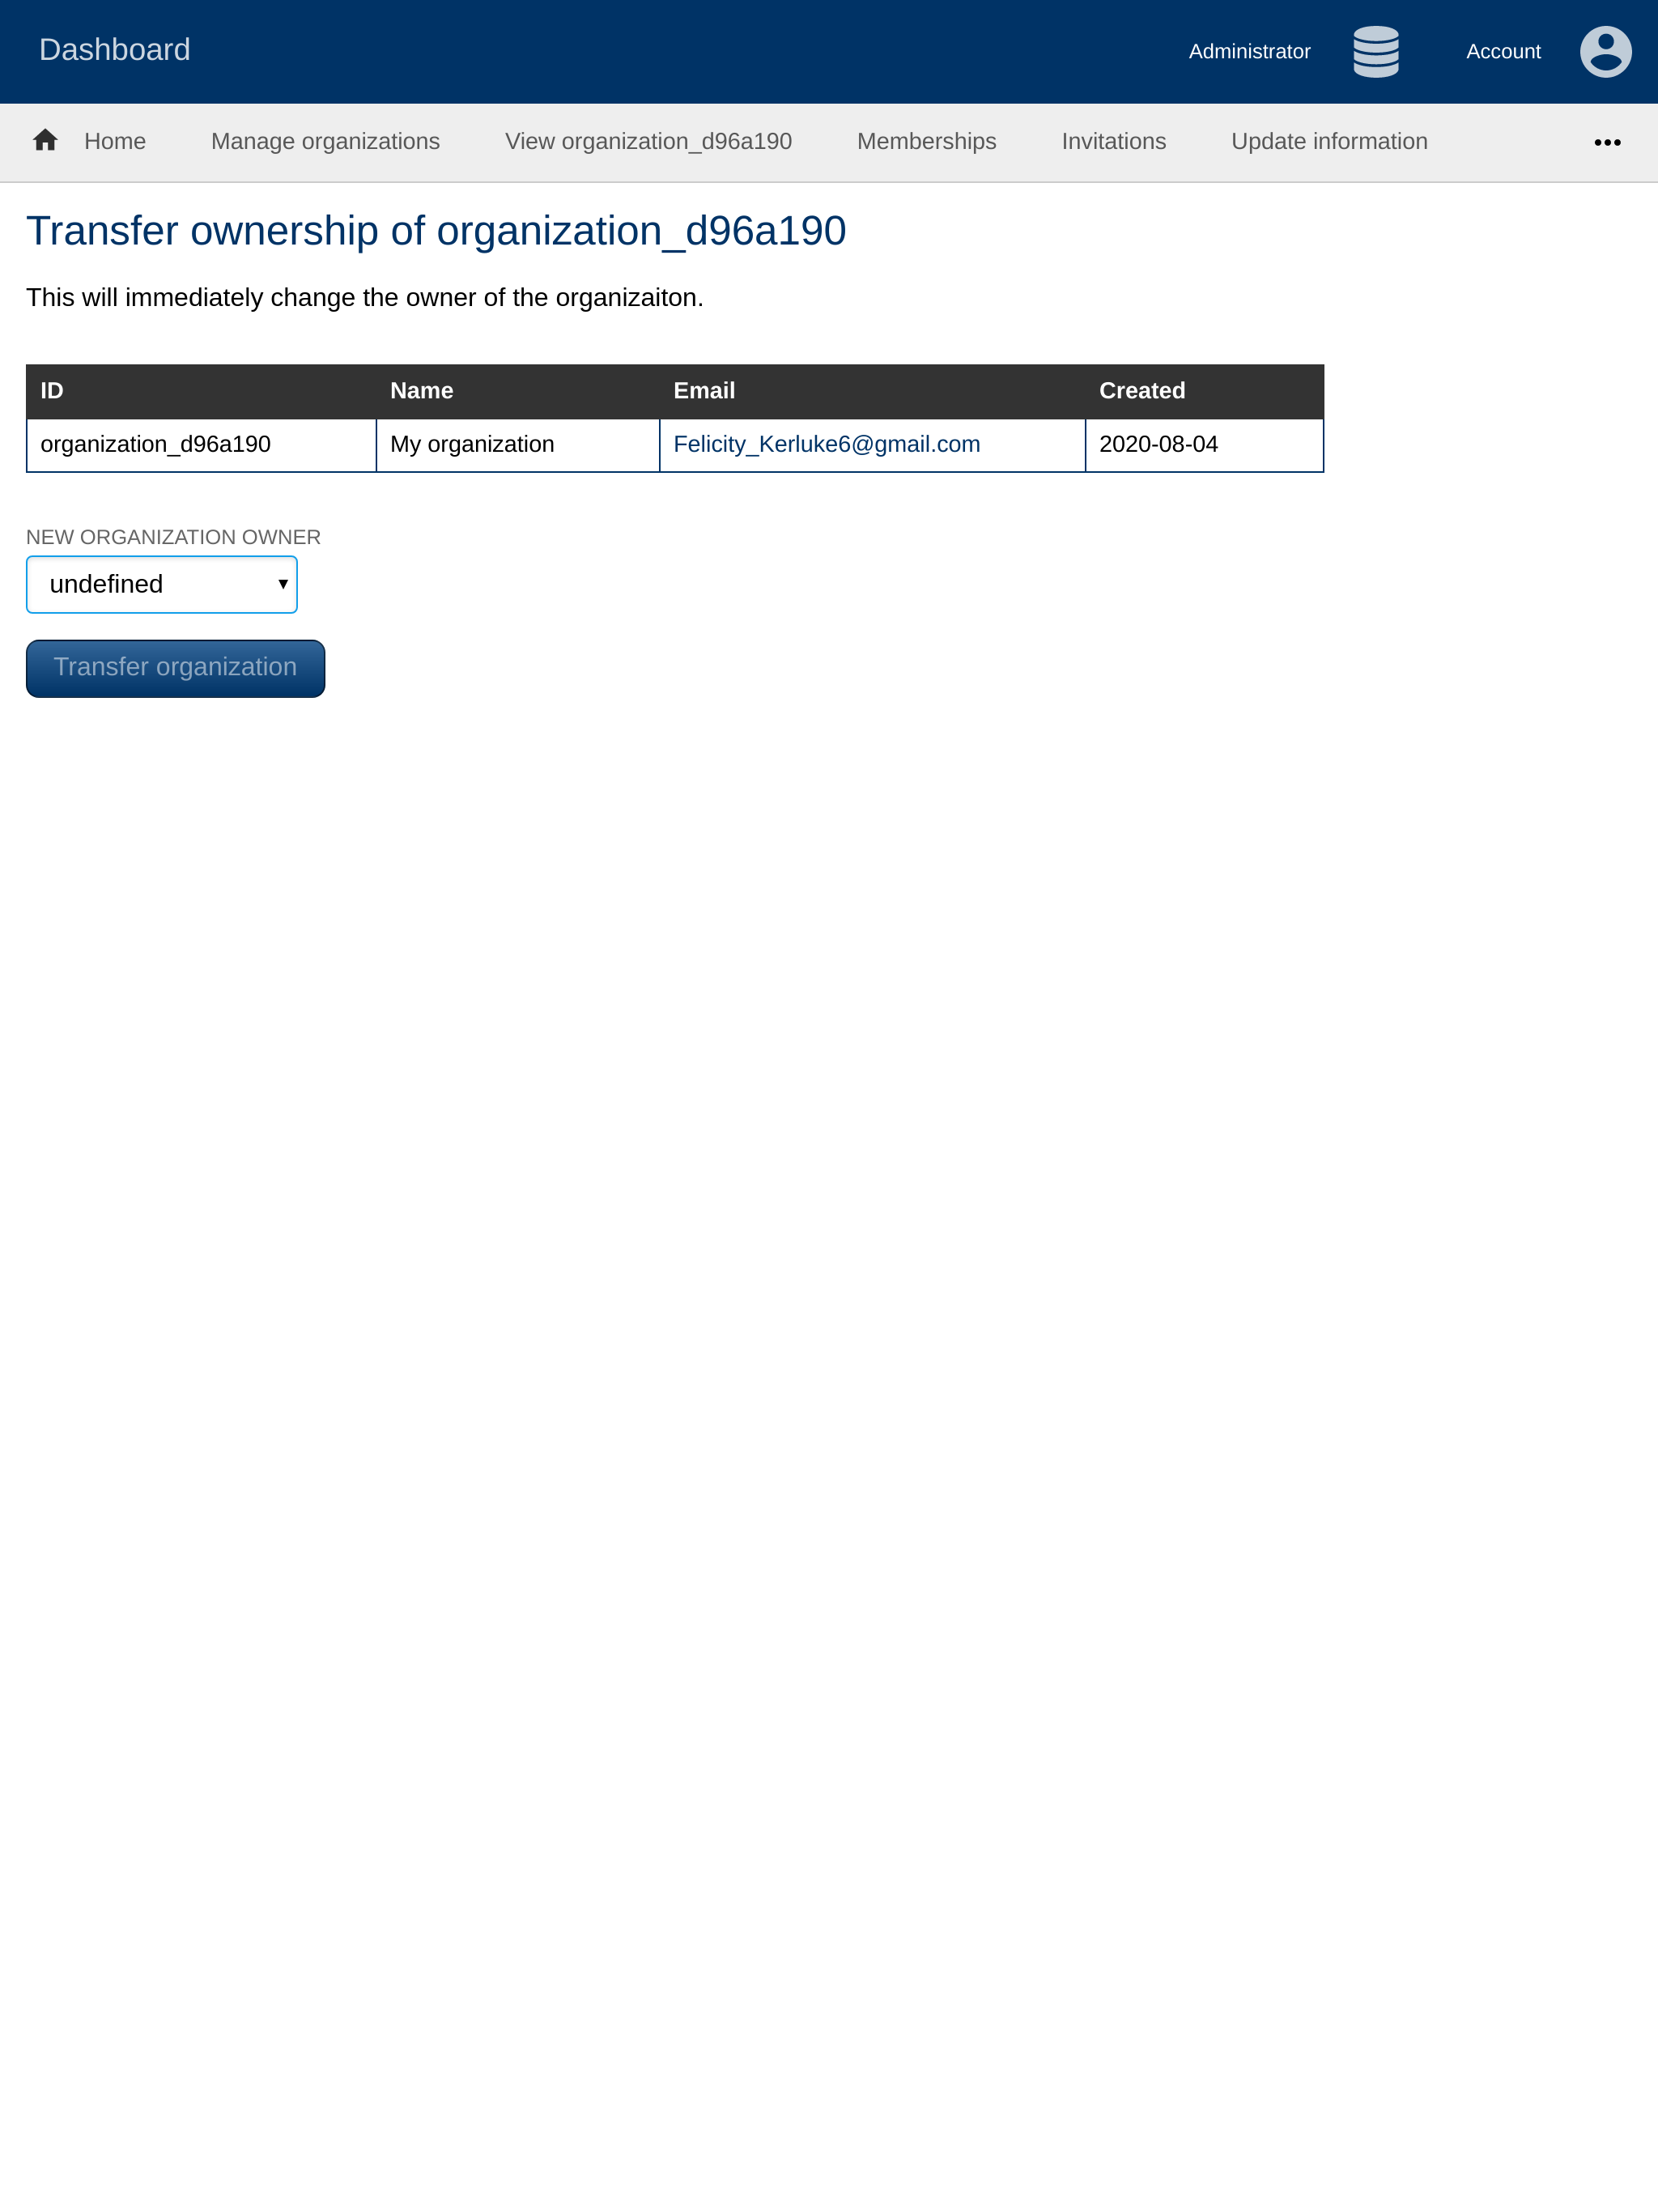 Dashboard Administrator Account
Home Manage organizations View organization_d96a190 Memberships Invitations Update information •••
Transfer ownership of organization_d96a190
This will immediately change the owner of the organizaiton.
ID Name Email Created
organization_d96a190 My organization Felicity_Kerluke6@gmail.com 2020-08-04
NEW ORGANIZATION OWNER
undefined
Transfer organization